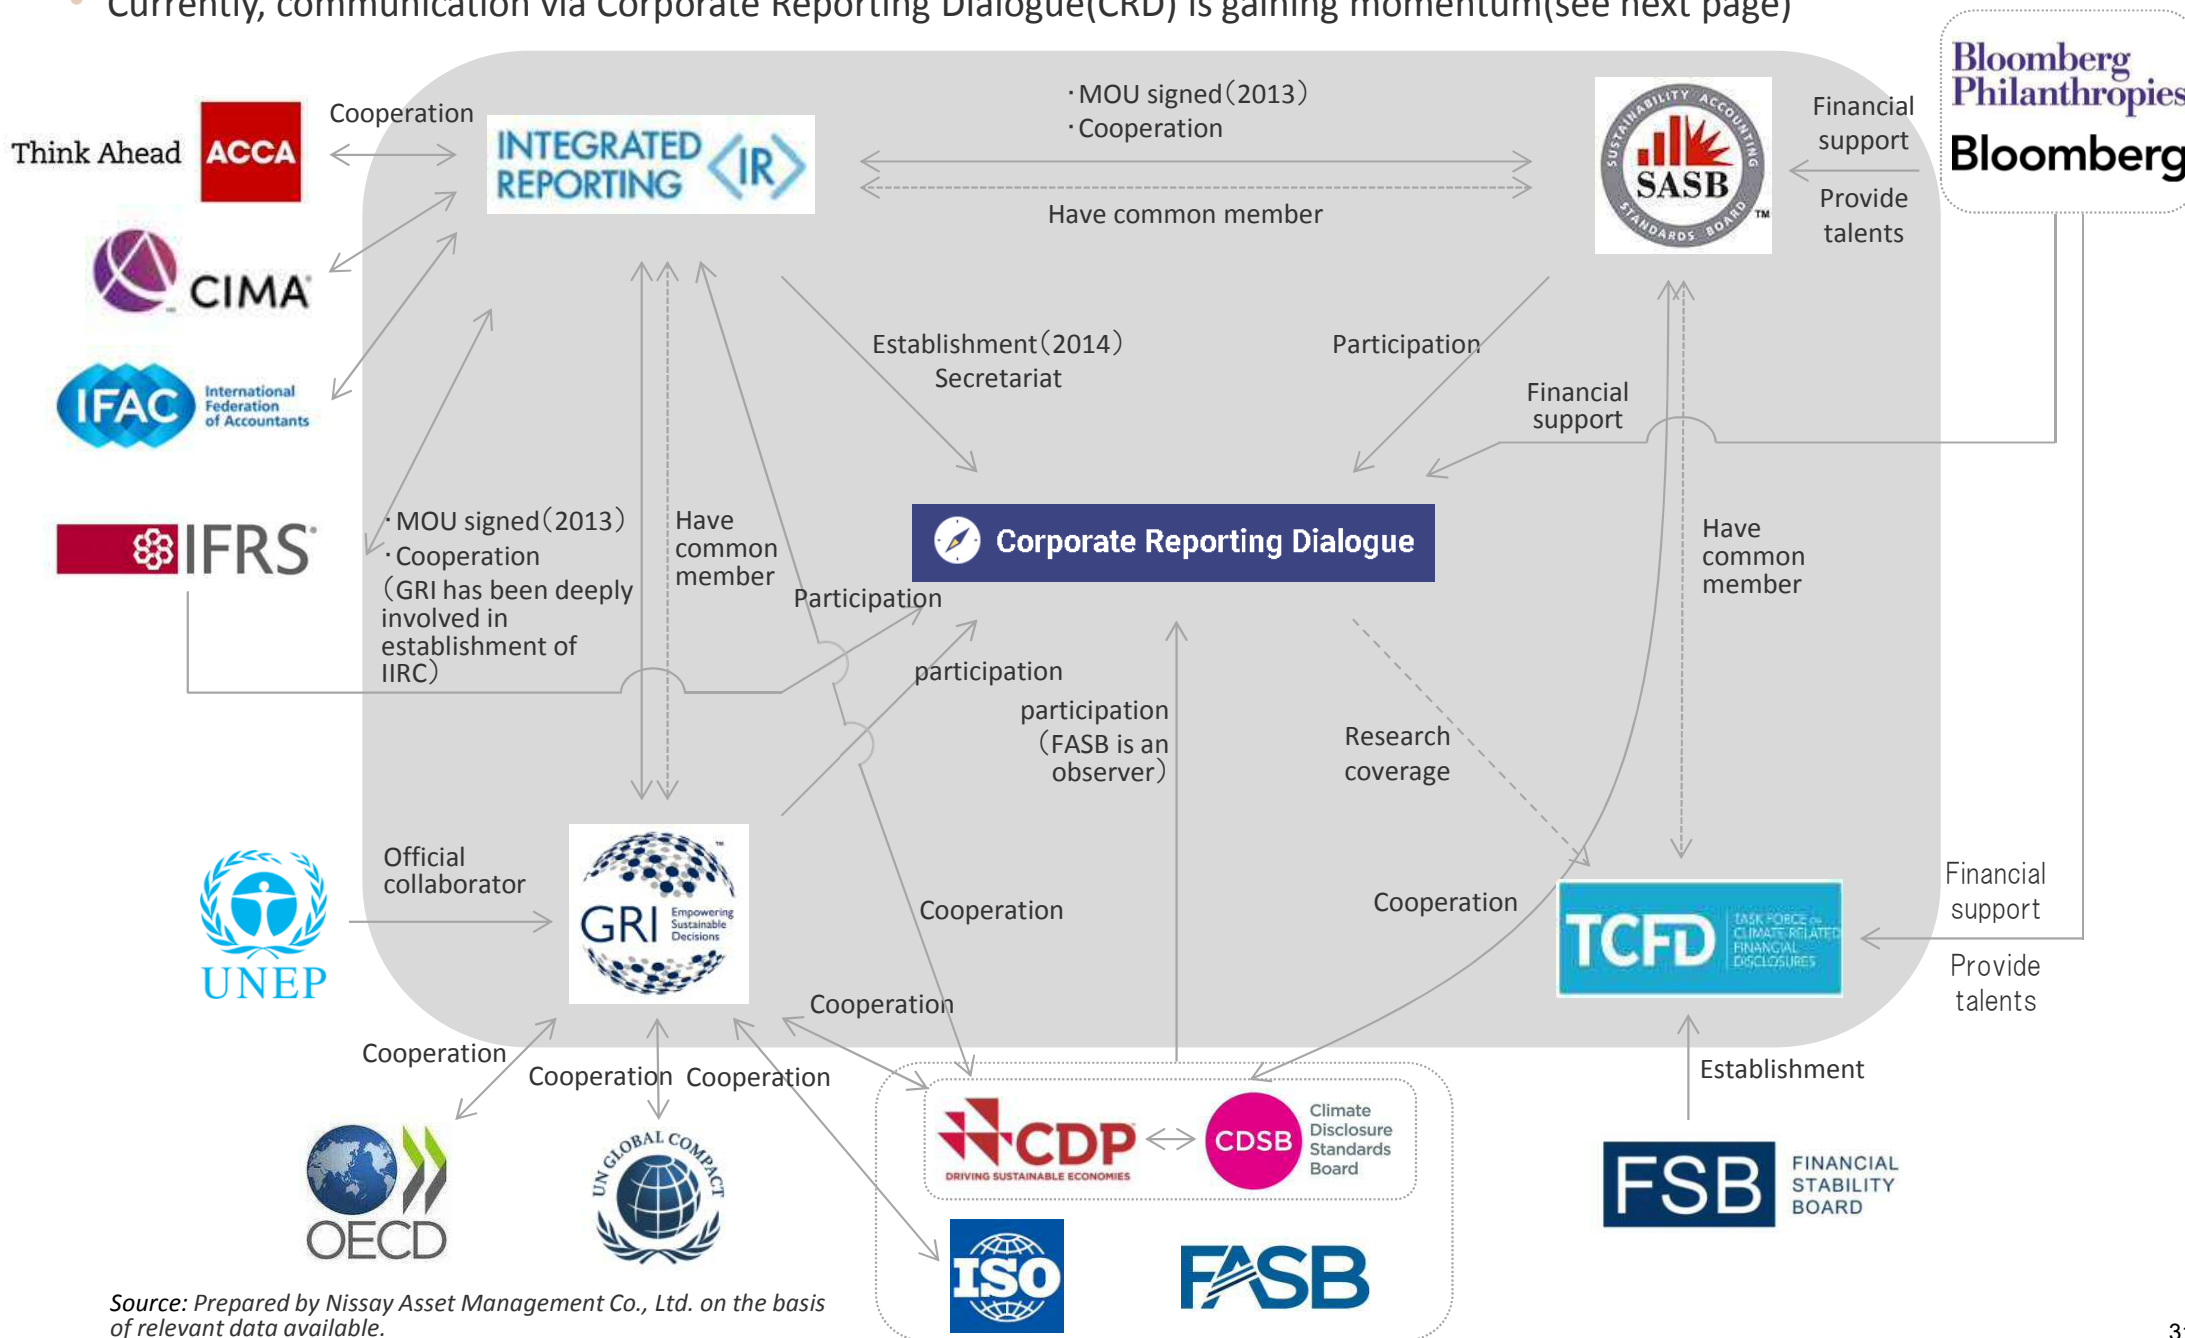 • Currently, communication via Corporate Reporting Dialogue(CRD) is gaining momentum(see next page)
Bloomberg
Philanthropies
Bloomberg
Think Ahead ACCA
Cooperation
INTEGRATED
REPORTING <IR>
・MOU signed（2013）
・Cooperation
Have common member
SUSTAINABILITY ACCOUNTING
SASB
STANDARDS BOARD
TM
Financial
support
Provide
talents
CIMA
IFAC
International
Federation
of Accountants
Establishment（2014）
Secretariat
Participation
Financial
support
IFRS
・MOU signed（2013）
・Cooperation
（GRI has been deeply
involved in
establishment of
IIRC）
Have
common
member
Corporate Reporting Dialogue
Have
common
member
Participation
participation
participation
（FASB is an
observer）
Research
coverage
UNEP
Official
collaborator
GRI
Empowering
Sustainable
Decisions
TM
Cooperation
Cooperation
TCFD
TASK FORCE ON
CLIMATE-RELATED
FINANCIAL
DISCLOSURES
Financial
support
Provide
talents
Cooperation
Cooperation
Cooperation
Cooperation
Establishment
OECD
UN GLOBAL COMPACT
CDP
DRIVING SUSTAINABLE ECONOMIES
CDSB
Climate
Disclosure
Standards
Board
FSB
FINANCIAL
STABILITY
BOARD
ISO
FASB
Source: Prepared by Nissay Asset Management Co., Ltd. on the basis
of relevant data available.
31